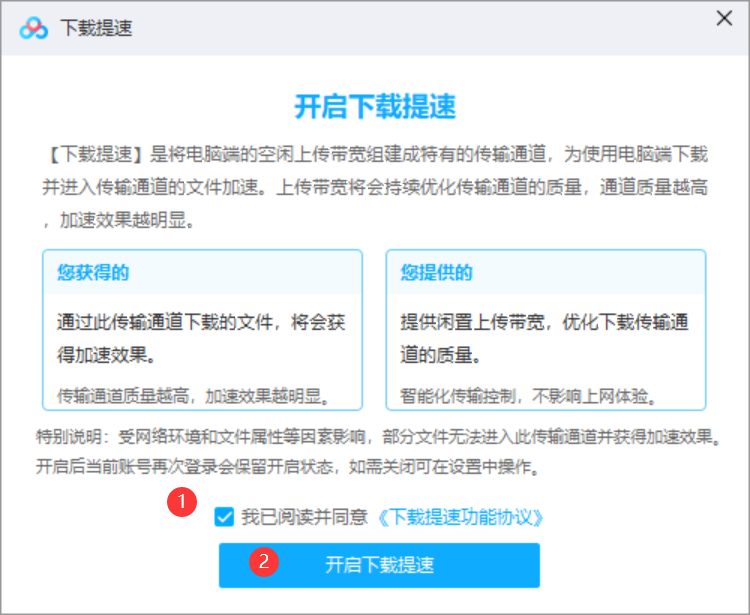 下载提速
开启下载提速
【下载提速】是将电脑端的空闲上传带宽组建成特有的传输通道，为使用电脑端下载
并进入传输通道的文件加速。上传带宽将会持续优化传输通道的质量，通道质量越高
，加速效果越明显。
您获得的
通过此传输通道下载的文件，将会获
得加速效果。
传输通道质量越高，加速效果越明显。
您提供的
提供闲置上传带宽，优化下载传输通
道的质量。
智能化传输控制，不影响上网体验。
特别说明：受网络环境和文件属性等因素影响，部分文件无法进入此传输通道并获得加速效果。
开启后当前账号再次登录会保留开启状态，如需关闭可在设置中操作。
1 我已阅读并同意《下载提速功能协议》
2 开启下载提速